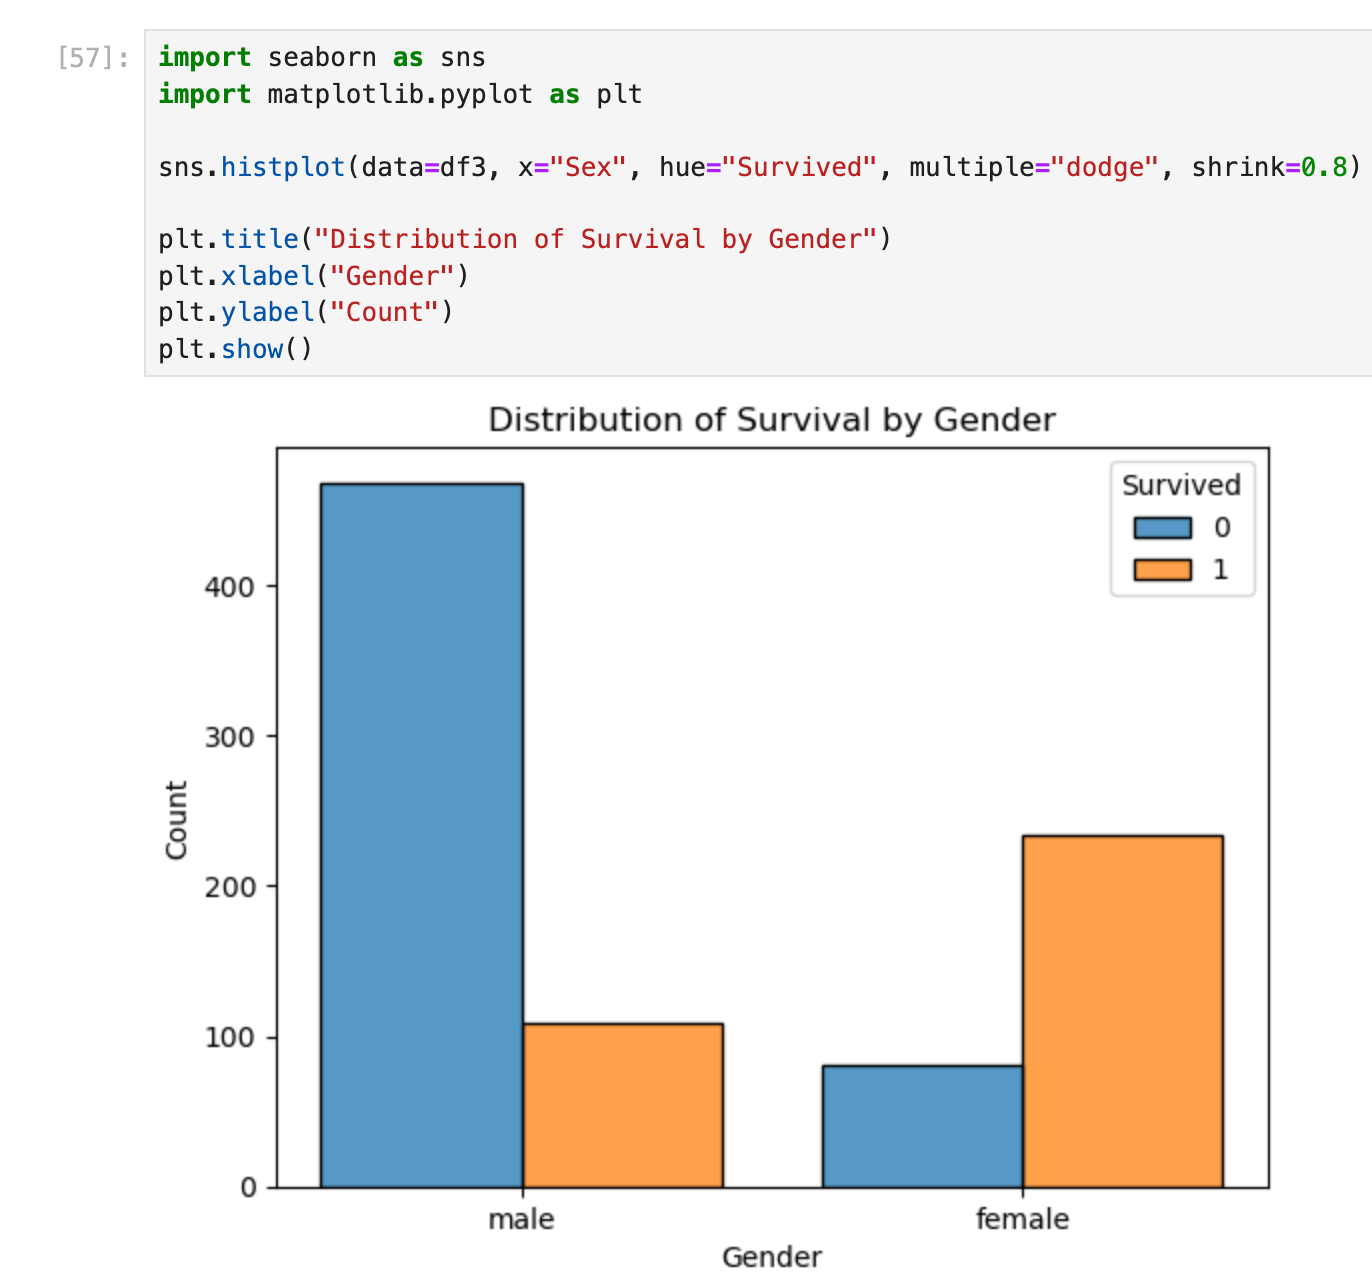 [57]:
import seaborn as sns
import matplotlib.pyplot as plt
sns.histplot(data=df3, x="Sex", hue="Survived", multiple="dodge", shrink=0.8)
plt.title("Distribution of Survival by Gender")
plt.xlabel("Gender")
plt.ylabel("Count")
plt.show()
Distribution of Survival by Gender
Survived
0
1
400
300
200
100
0
Count
male female
Gender